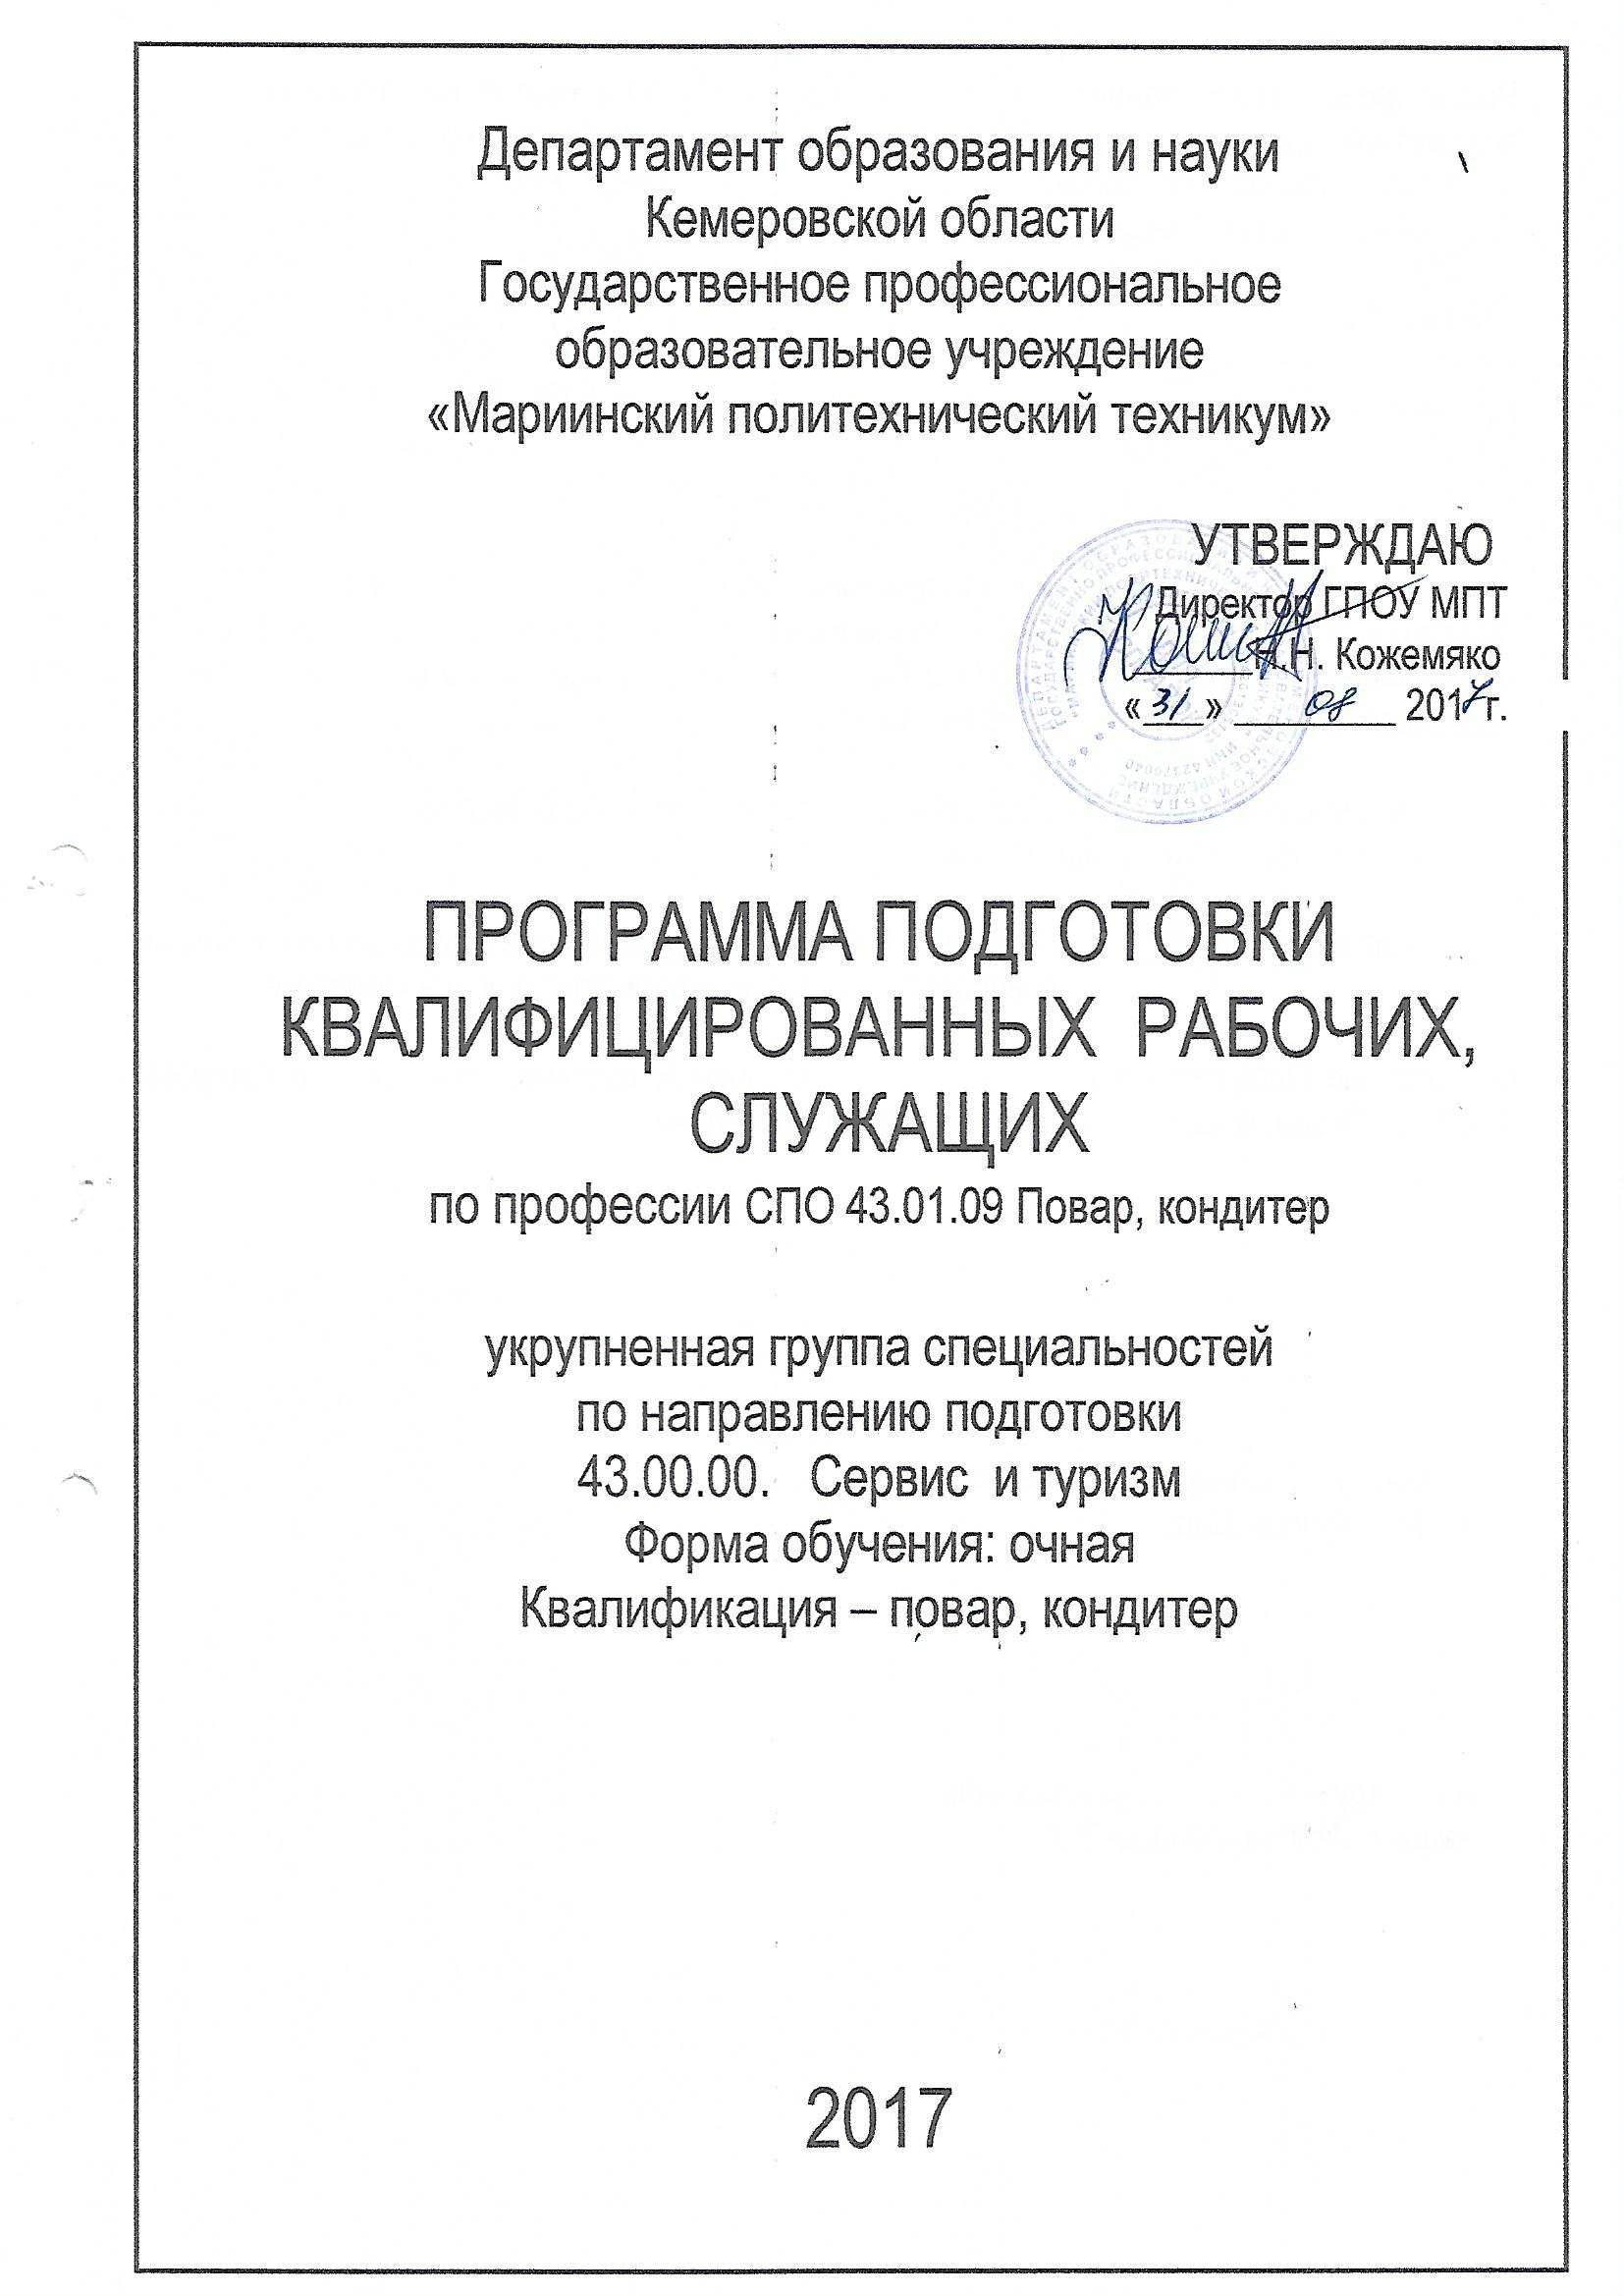 Департамент образования и науки
Кемеровской области
Государственное профессиональное
образовательное учреждение
«Мариинский политехнический техникум»
УТВЕРЖДАЮ
Директор ГПОУ МПТ
Н.Н. Кожемяко
«31» 08 2017г.
ПРОГРАММА ПОДГОТОВКИ
КВАЛИФИЦИРОВАННЫХ РАБОЧИХ,
СЛУЖАЩИХ
по профессии СПО 43.01.09 Повар, кондитер
укрупненная группа специальностей
по направлению подготовки
43.00.00. Сервис и туризм
Форма обучения: очная
Квалификация – повар, кондитер
2017